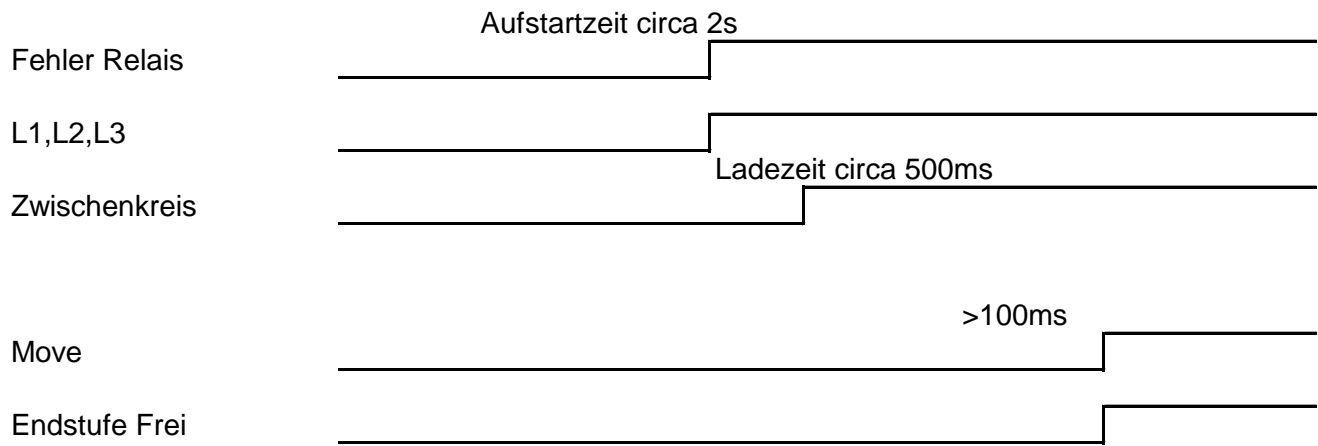 Aufstartzeit circa 2s
Fehler Relais
L1,L2,L3
Ladezeit circa 500ms
Zwischenkreis
>100ms
Move
Endstufe Frei